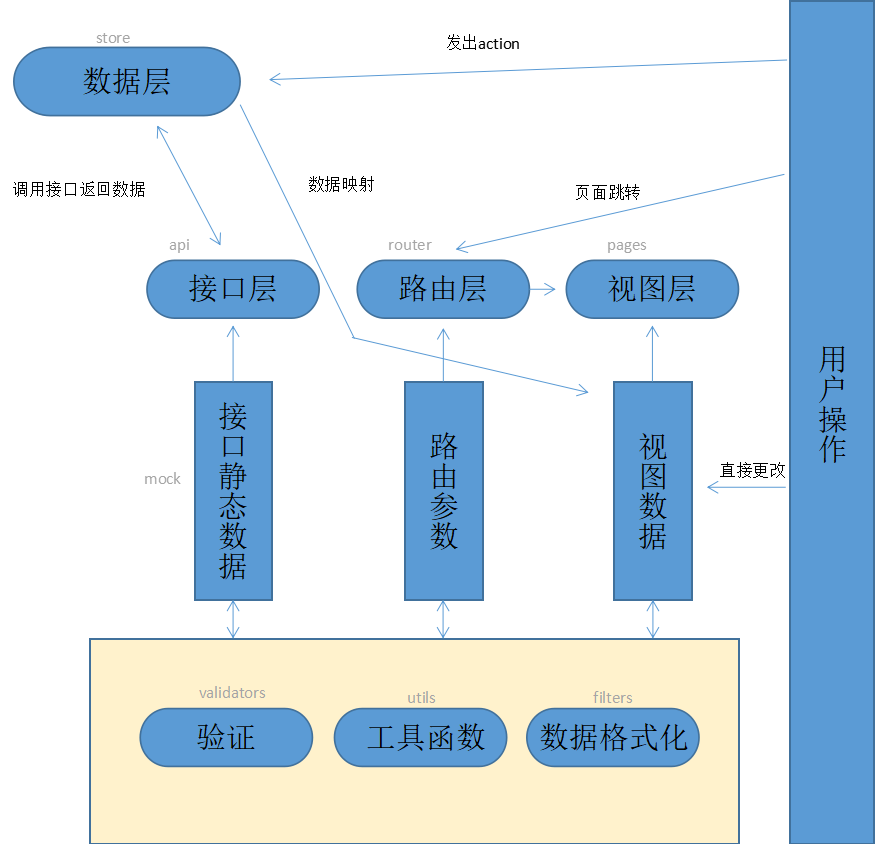 store
数据层
发出action
调用接口返回数据
数据映射
页面跳转
api
接口层
router
路由层
pages
视图层
用户操作
mock
接口静态数据
路由参数
视图数据
直接更改
validators
验证
utils
工具函数
filters
数据格式化